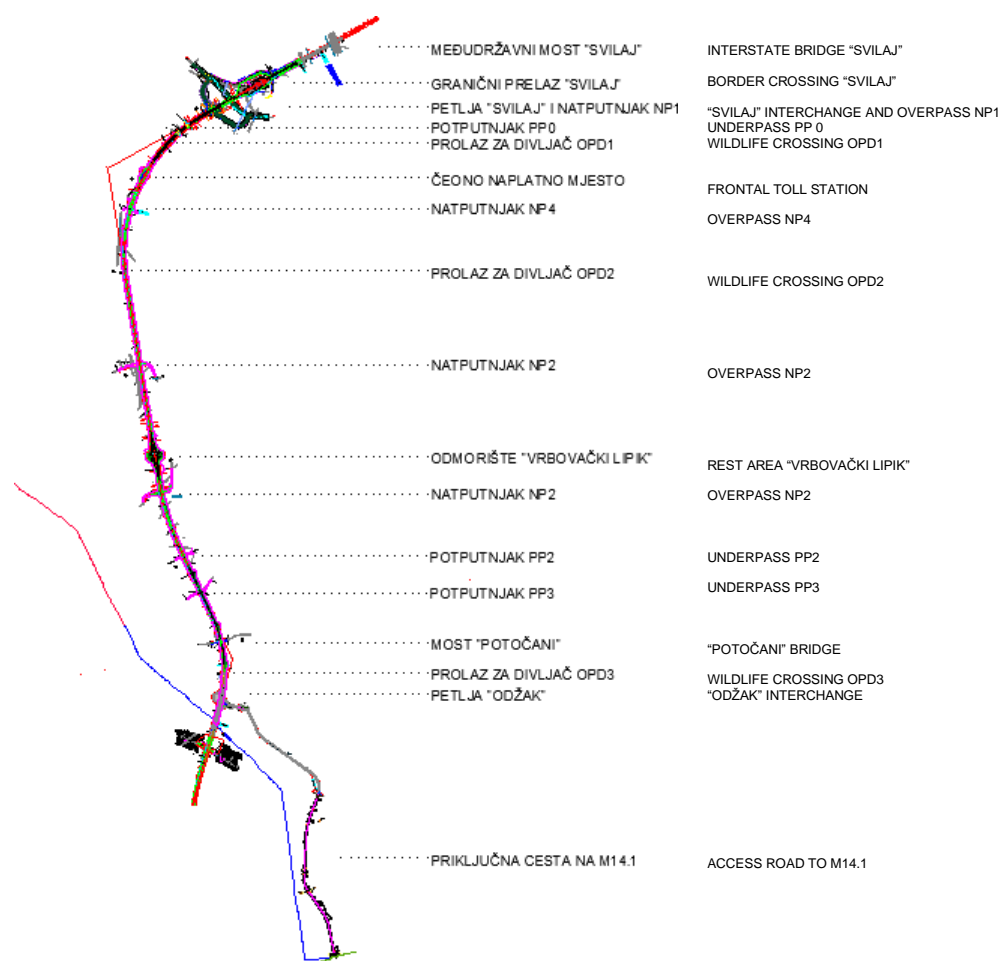 MEĐUDRŽAVNI MOST "SVILAJ"
INTERSTATE BRIDGE “SVILAJ”
GRANIČNI PRELAZ "SVILAJ"
BORDER CROSSING “SVILAJ”
PETLJA "SVILAJ" I NATPUTNJAK NP1
“SVILAJ” INTERCHANGE AND OVERPASS NP1
POTPUTNJAK PP0
UNDERPASS PP 0
PROLAZ ZA DIVLJAČ OPD1
WILDLIFE CROSSING OPD1
ČEONO NAPLATNO MJESTO
FRONTAL TOLL STATION
NATPUTNJAK NP4
OVERPASS NP4
PROLAZ ZA DIVLJAČ OPD2
WILDLIFE CROSSING OPD2
NATPUTNJAK NP2
OVERPASS NP2
ODMORIŠTE "VRBOVAČKI LIPIK"
REST AREA “VRBOVAČKI LIPIK”
NATPUTNJAK NP2
OVERPASS NP2
POTPUTNJAK PP2
UNDERPASS PP2
POTPUTNJAK PP3
UNDERPASS PP3
MOST "POTOČANI"
“POTOČANI” BRIDGE
PROLAZ ZA DIVLJAČ OPD3
WILDLIFE CROSSING OPD3
PETLJA "ODŽAK"
“ODŽAK” INTERCHANGE
PRIKLJUČNA CESTA NA M14.1
ACCESS ROAD TO M14.1